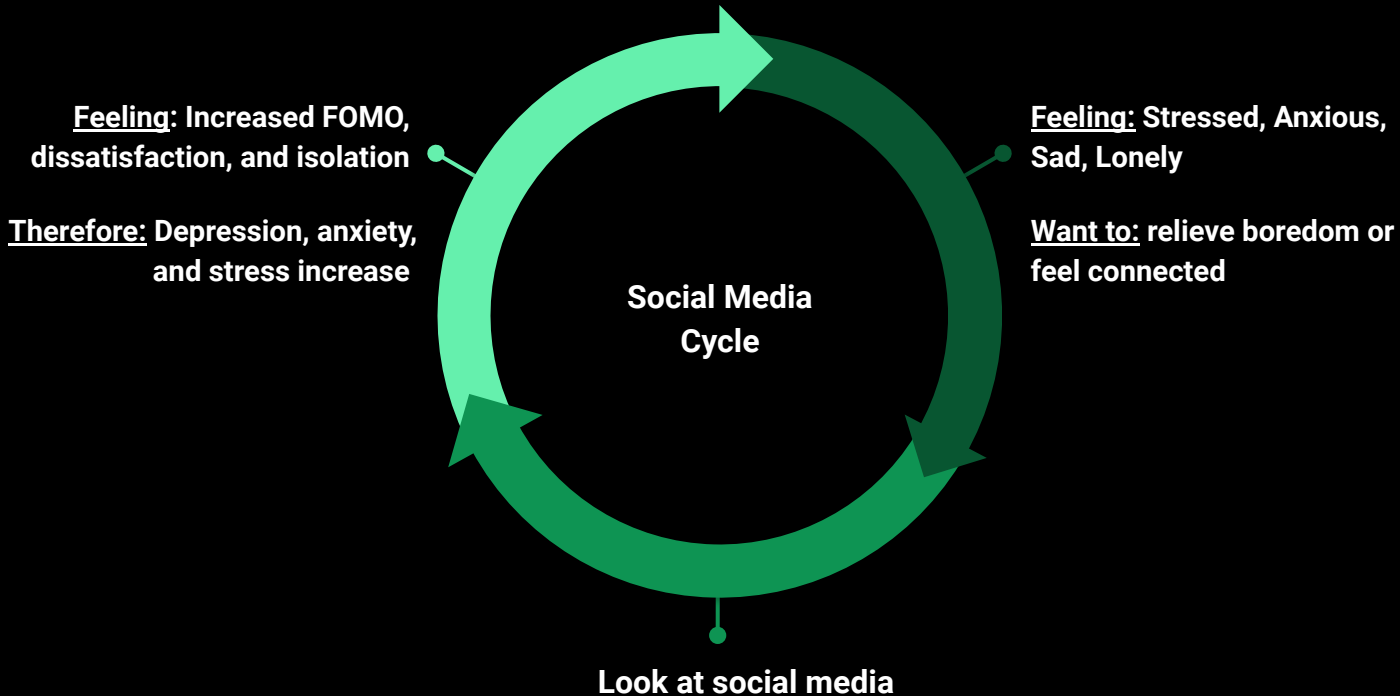 Feeling: Increased FOMO,
dissatisfaction, and isolation
Therefore: Depression, anxiety,
and stress increase
Social Media
Cycle
Feeling: Stressed, Anxious,
Sad, Lonely
Want to: relieve boredom or
feel connected
Look at social media